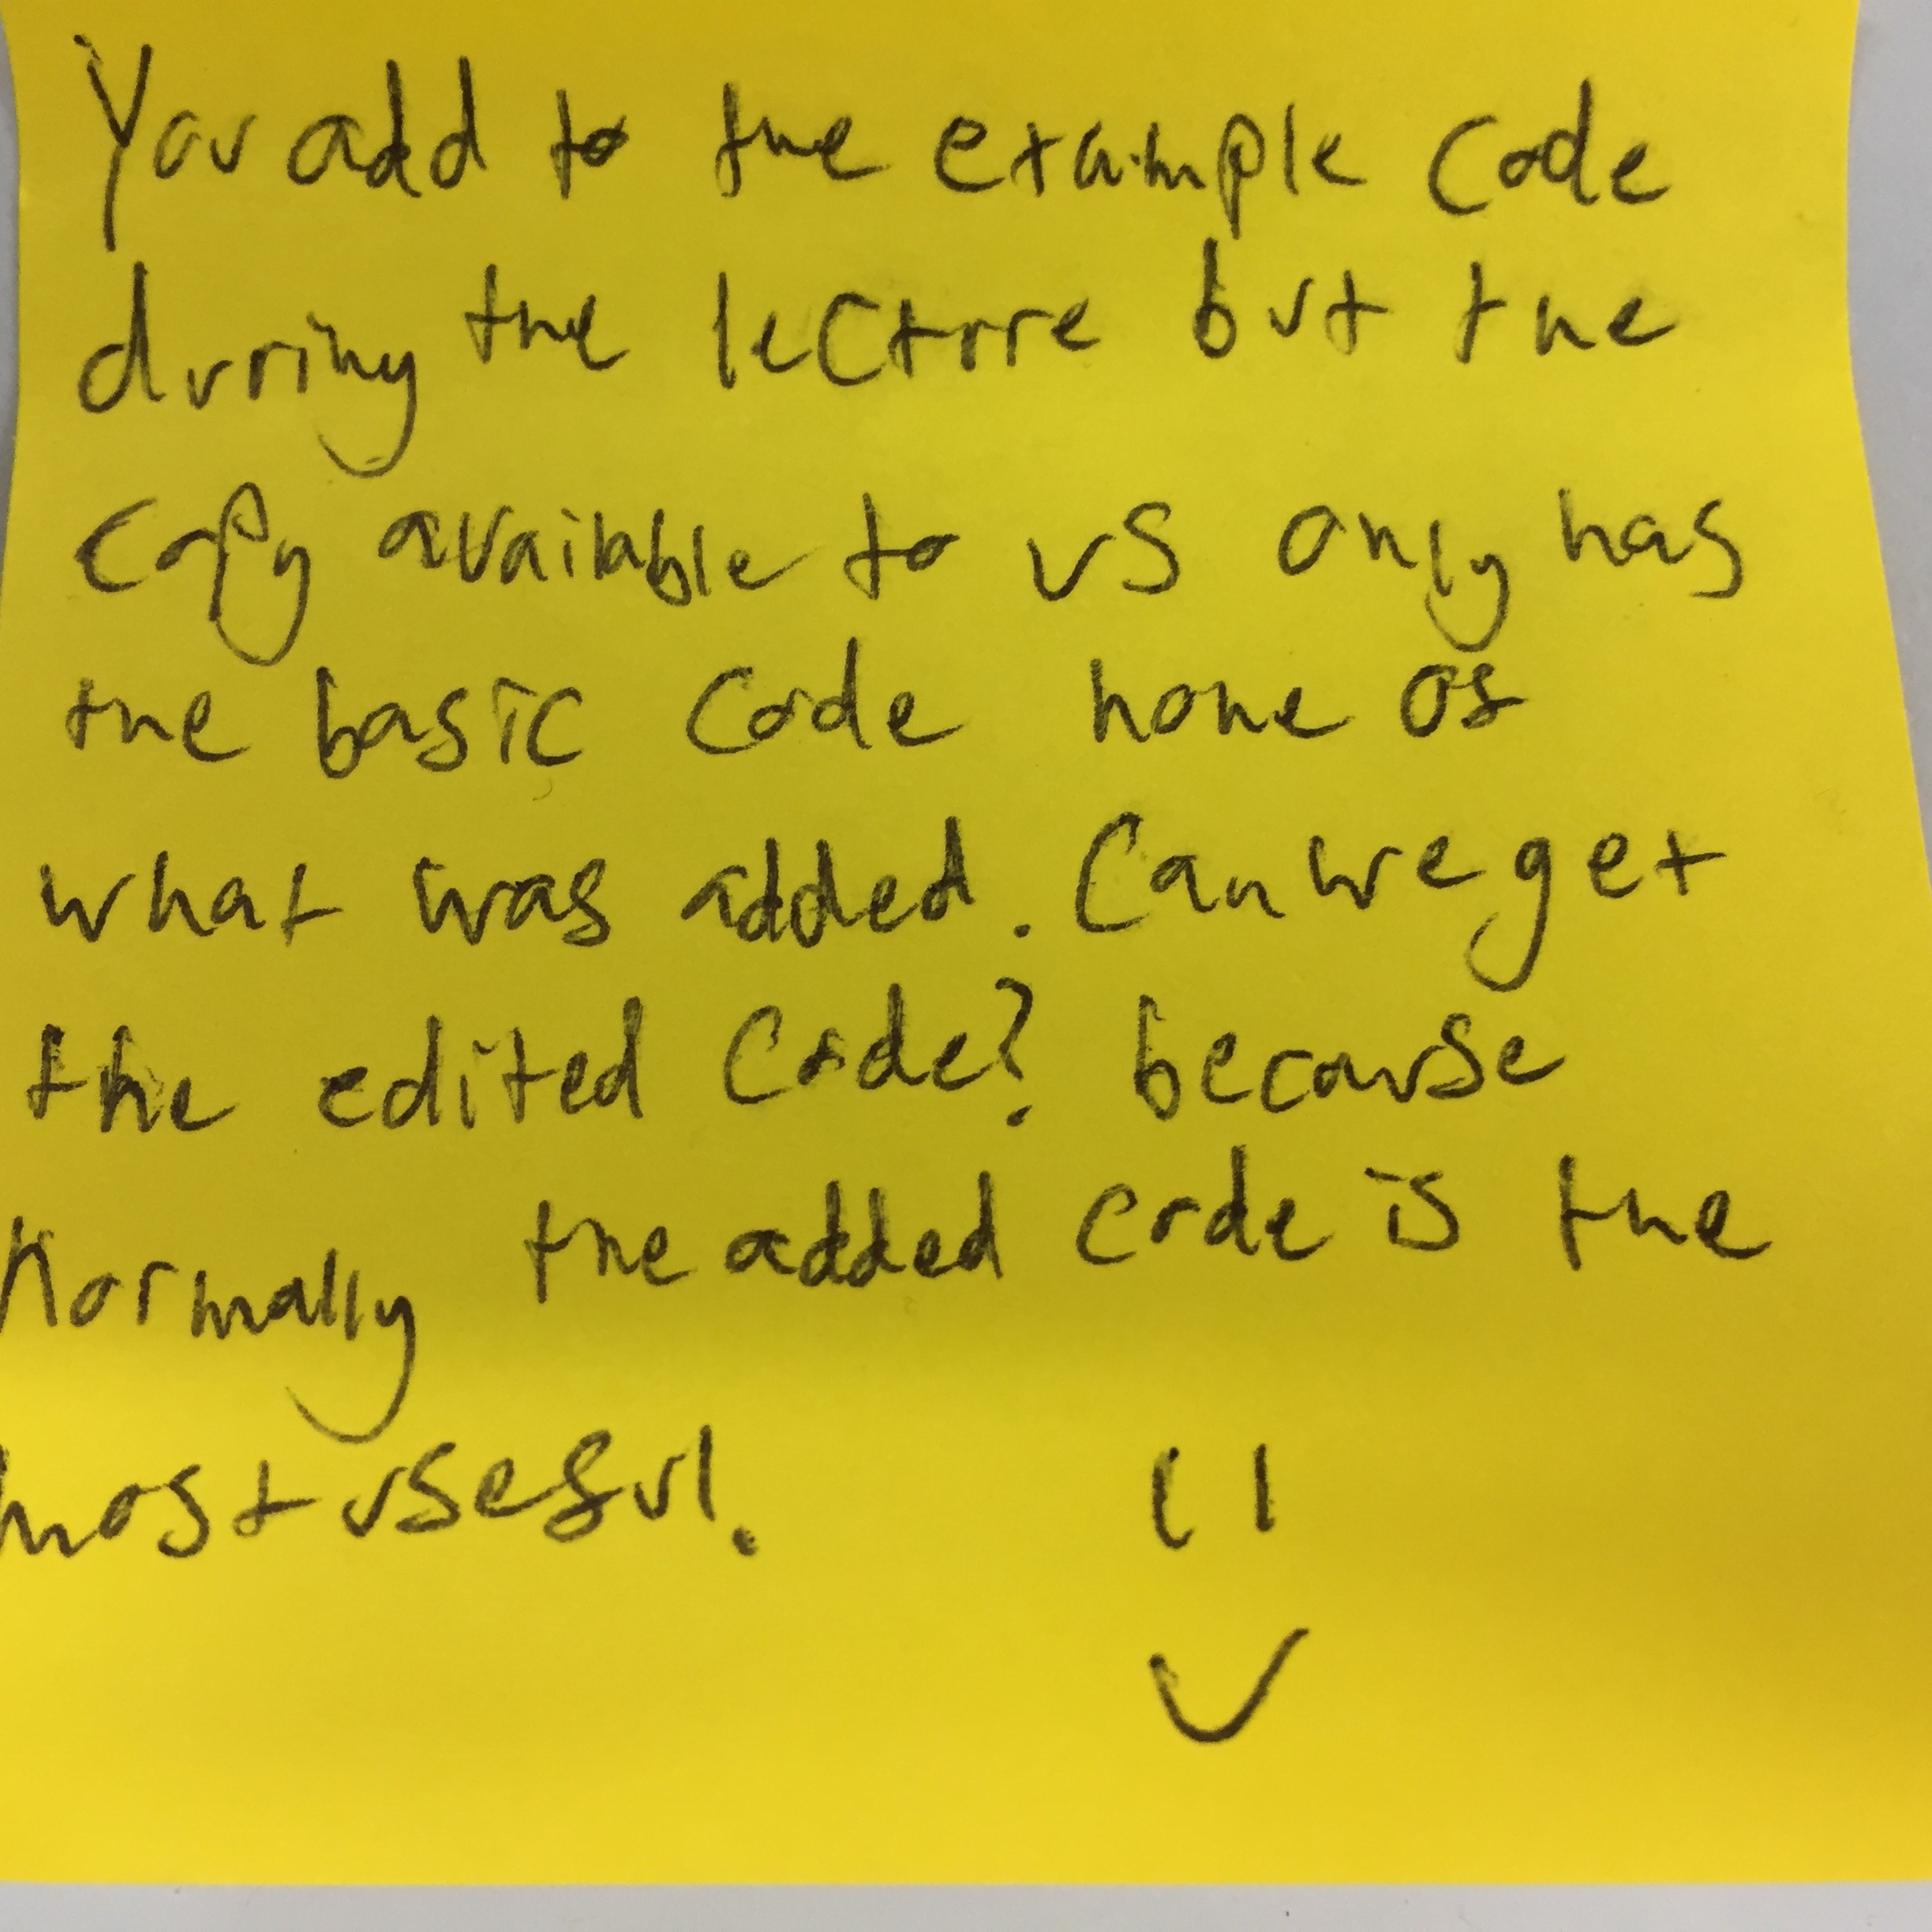 You add to the example code
during the lecture but the
copy available to us only has
the basic code none of
what was added. Can we get
the edited code? because
Normally the added code is the
most useful.